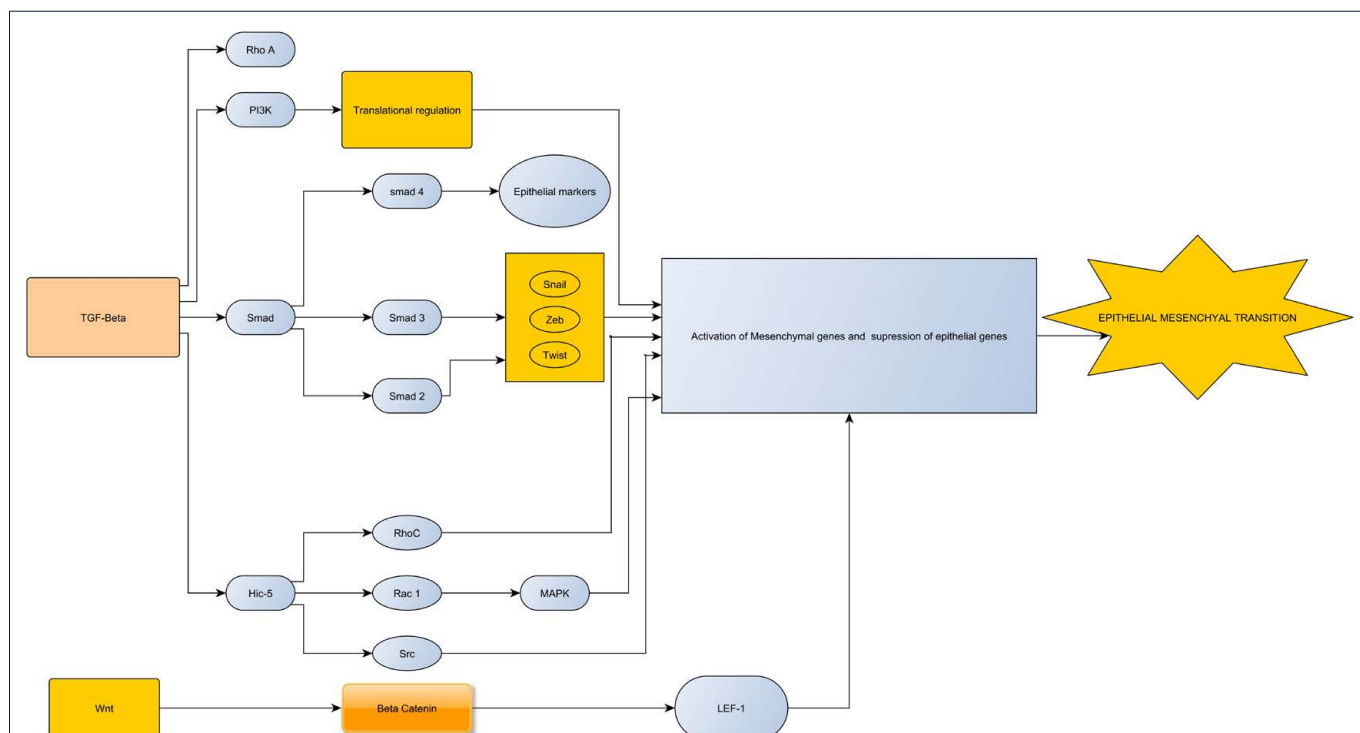 Rho A
PI3K
Translational regulation
smad 4
Epithelial markers
TGF-Beta
Smad
Smad 3
Smad 2
Snail
Zeb
Twist
Activation of Mesenchymal genes and supression of epithelial genes
EPITHELIAL MESENCHYAL TRANSITION
RhoC
Hic-5
Rac 1
MAPK
Src
Wnt
Beta Catenin
LEF-1